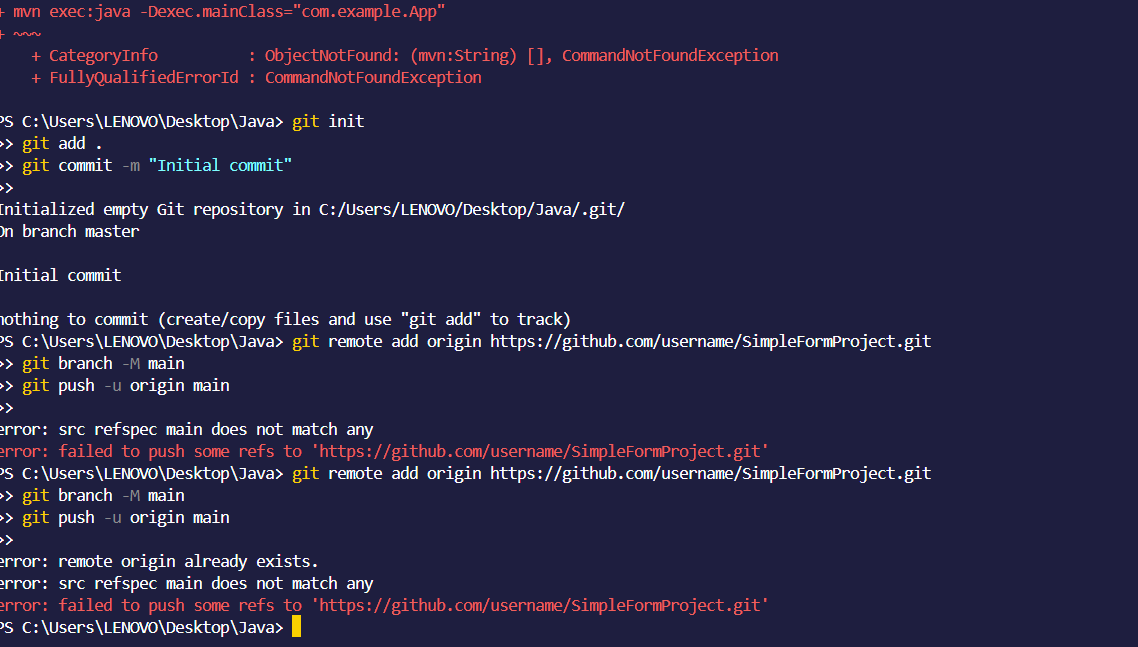 + mvn exec:java -Dexec.mainClass="com.example.App"
+ ~~~
+ CategoryInfo : ObjectNotFound: (mvn:String) [], CommandNotFoundException
+ FullyQualifiedErrorId : CommandNotFoundException
PS C:\Users\LENOVO\Desktop\Java> git init
>> git add .
>> git commit -m "Initial commit"
>>
Initialized empty Git repository in C:/Users/LENOVO/Desktop/Java/.git/
On branch master
Initial commit
nothing to commit (create/copy files and use "git add" to track)
PS C:\Users\LENOVO\Desktop\Java> git remote add origin https://github.com/username/SimpleFormProject.git
>> git branch -M main
>> git push -u origin main
>>
error: src refspec main does not match any
error: failed to push some refs to 'https://github.com/username/SimpleFormProject.git'
PS C:\Users\LENOVO\Desktop\Java> git remote add origin https://github.com/username/SimpleFormProject.git
>> git branch -M main
>> git push -u origin main
>>
error: remote origin already exists.
error: src refspec main does not match any
error: failed to push some refs to 'https://github.com/username/SimpleFormProject.git'
PS C:\Users\LENOVO\Desktop\Java>